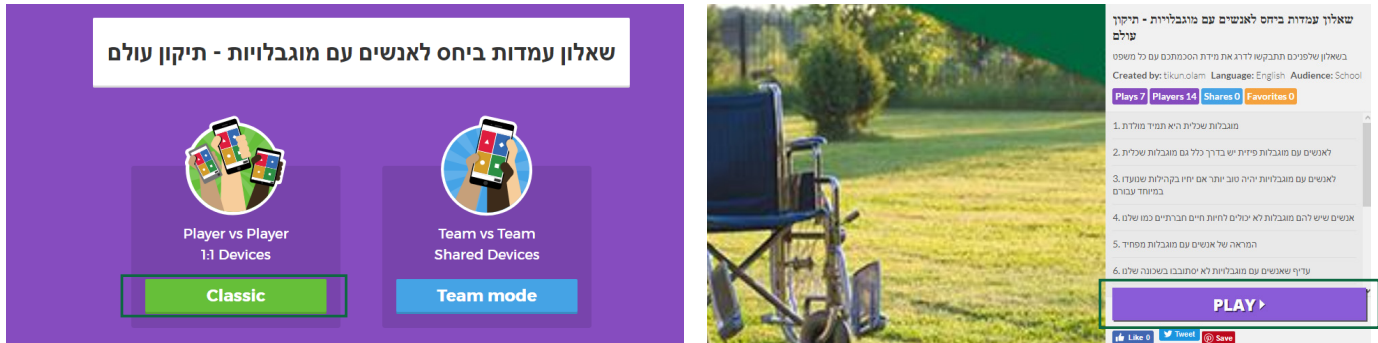 שאלון עמדות ביחס לאנשים עם מוגבלויות - תיקון עולם
Player vs Player
1:1 Devices
Classic
Team vs Team
Shared Devices
Team mode
שאלון עמדות ביחס לאנשים עם מוגבלויות - תיקון
עולם
בשאלון שלפניכם תתבקשו לדרג את מידת הסכמתכם עם כל משפט
Created by: tikun.olam Language: English Audience: School
Plays 7 Players 14 Shares 0 Favorites 0
1. מוגבלות שכלית היא תמיד מולדת
2. לאנשים עם מוגבלות פיזית יש בדרך כלל גם מוגבלות שכלית
3. לאנשים עם מוגבלויות יהיה טוב יותר אם יחיו בקהילות שנועדו
במיוחד עבורם
4. אנשים שיש להם מוגבלות לא יכולים לחיות חיים חברתיים כמו שלנו
5. המראה של אנשים עם מוגבלות מפחיד
6. עדיף שאנשים עם מוגבלויות לא יסתובבו בשכונה שלנו
PLAY
Like 0 Tweet Save